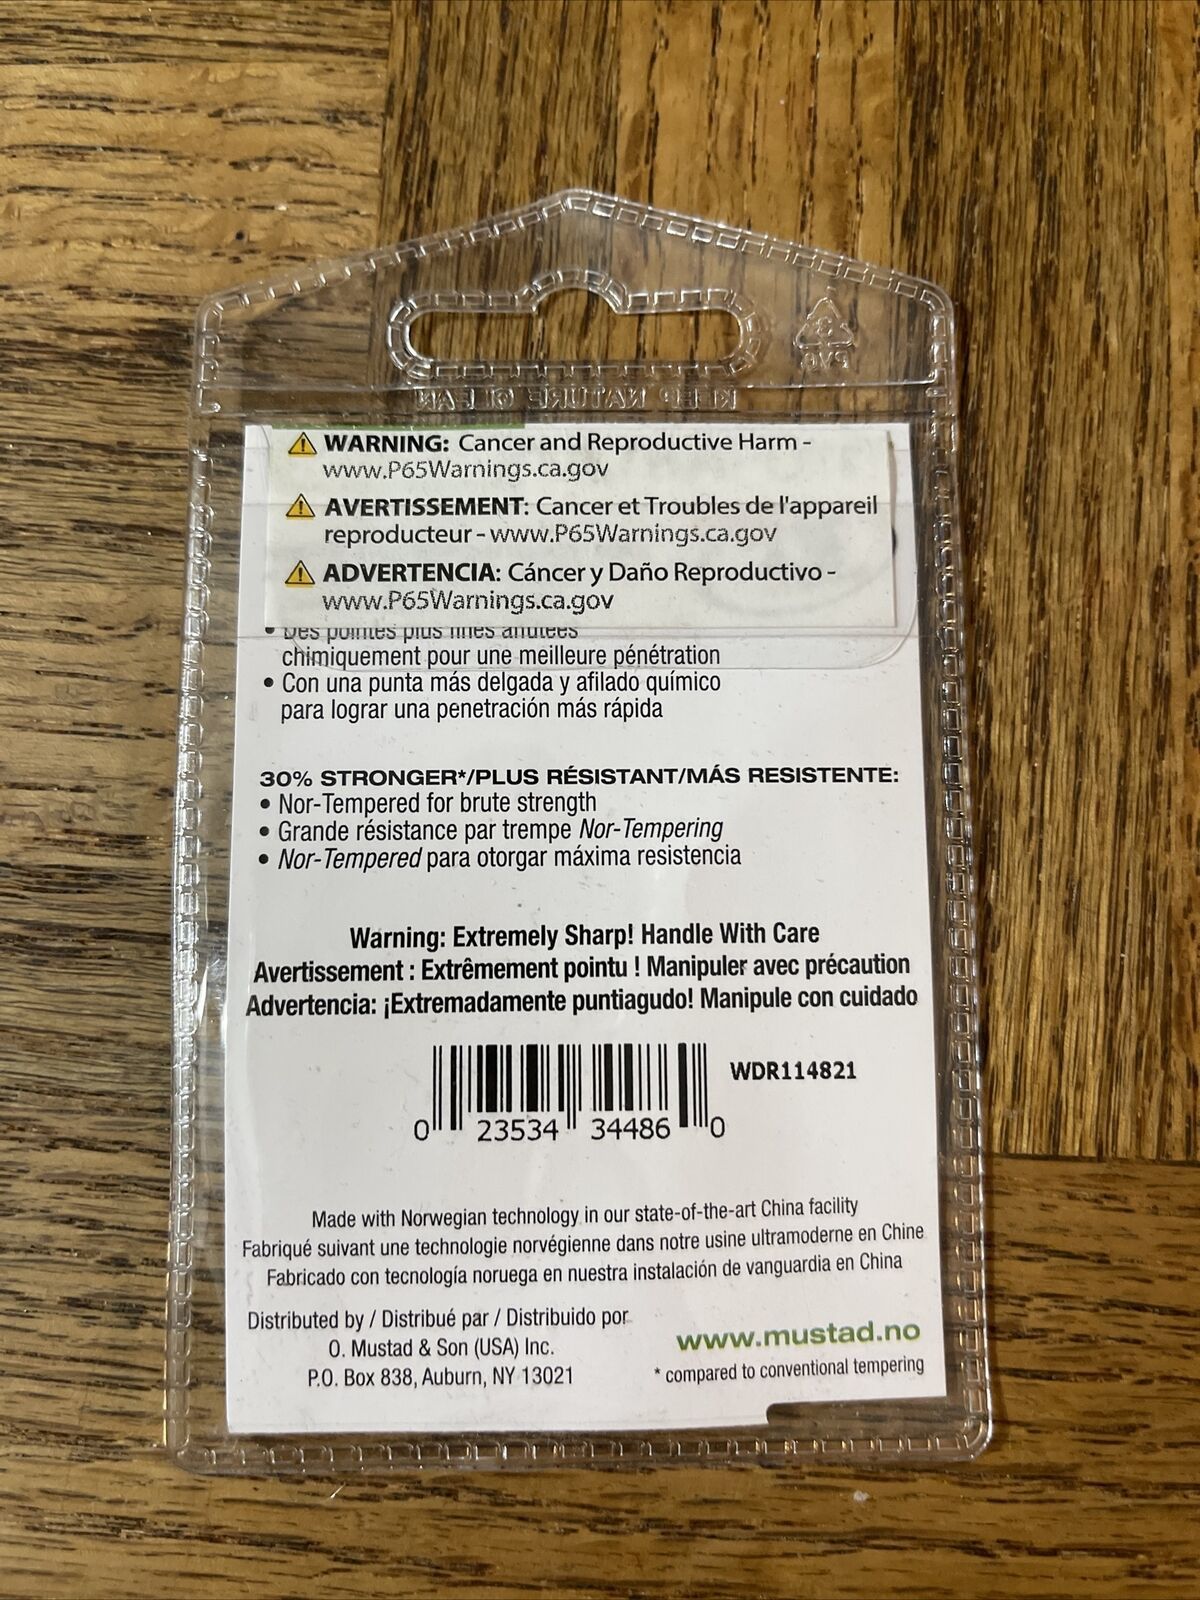 KEEP NATURE CLEAN
3
PVC
WARNING: Cancer and Reproductive Harm -
www.P65Warnings.ca.gov
AVERTISSEMENT: Cancer et Troubles de l'appareil
reproducteur - www.P65Warnings.ca.gov
ADVERTENCIA: Cáncer y Daño Reproductivo -
www.P65Warnings.ca.gov
• Des pointes plus fines affûtées
chimiquement pour une meilleure pénétration
• Con una punta más delgada y afilado químico
para lograr una penetración más rápida
30% STRONGER*/PLUS RÉSISTANT/MÁS RESISTENTE:
• Nor-Tempered for brute strength
• Grande résistance par trempe Nor-Tempering
• Nor-Tempered para otorgar máxima resistencia
Warning: Extremely Sharp! Handle With Care
Avertissement : Extrêmement pointu ! Manipuler avec précaution
Advertencia: ¡Extremadamente puntiagudo! Manipule con cuidado
WDR114821
0 23534 34486 0
Made with Norwegian technology in our state-of-the-art China facility
Fabriqué suivant une technologie norvégienne dans notre usine ultramoderne en Chine
Fabricado con tecnología noruega en nuestra instalación de vanguardia en China
Distributed by / Distribué par / Distribuido por
O. Mustad & Son (USA) Inc.
P.O. Box 838, Auburn, NY 13021
www.mustad.no
* compared to conventional tempering